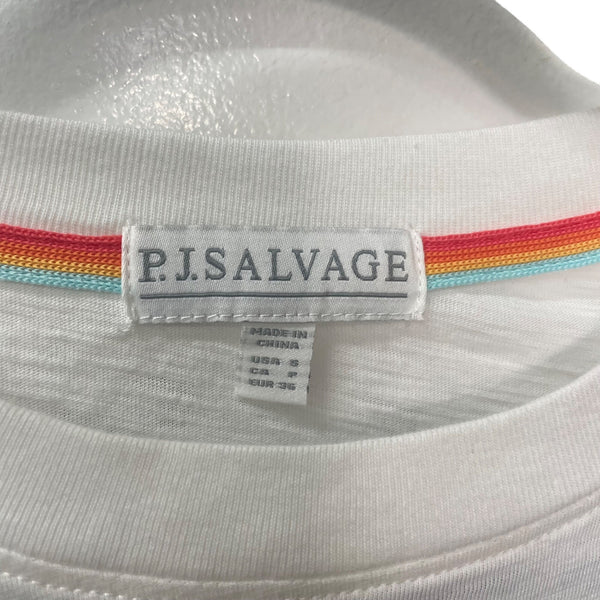 P.J.SALVAGE
MADE IN
CHINA
USA S
CA P
EUR 36